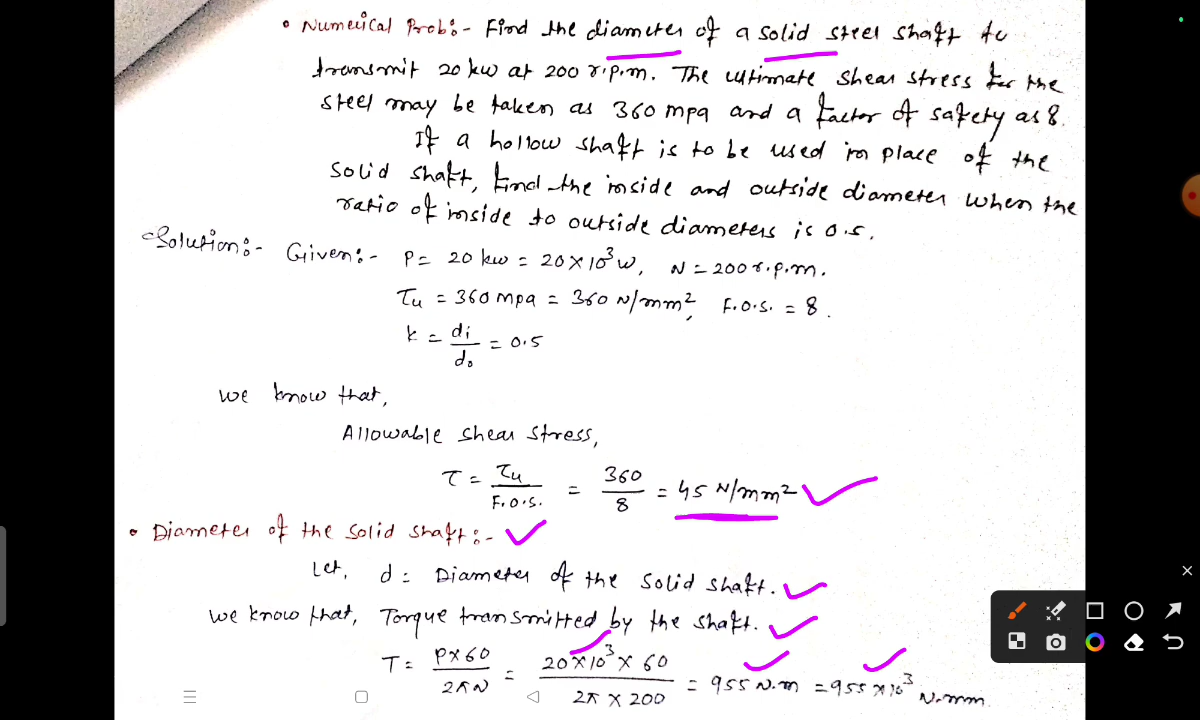 • Numerical Prob:- Find the diameter of a solid steel shaft to
transmit 20 kw at 200 r.p.m. The ultimate shear stress for the
steel may be taken as 360 mpa and a factor of safety as 8.
If a hollow shaft is to be used in place of the
solid shaft, find the inside and outside diameter when the
ratio of inside to outside diameters is 0.5.
Solution:- Given:- P = 20 kw = 20×10³ w, N = 200 r.p.m.
τu = 360 mpa = 360 N/mm², F.O.S. = 8.
k = di/do = 0.5
we know that,
Allowable shear stress,
τ = τu/F.O.S. = 360/8 = 45 N/mm²
• Diameter of the solid shaft:-
Let, d = Diameter of the solid shaft.
we know that, Torque transmitted by the shaft.
T = P×60/2πN = 20×10³×60/2π×200 = 955 N.m = 955×10³ N.mm.